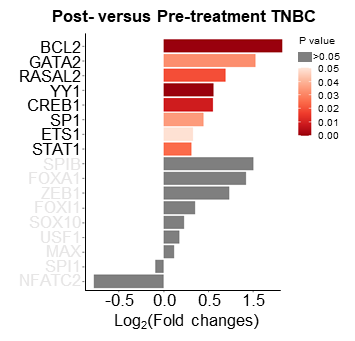 Post- versus Pre-treatment TNBC
P value
>0.05
0.05
0.04
0.03
0.03
0.02
0.01
0.00
BCL2
GATA2
RASAL2
YY1
CREB1
SP1
ETS1
STAT1
SPIB
FOXA1
ZEB1
FOXI1
SOX10
USF1
MAX
SPI1
NFATC2
-0.5 0.0 0.5 1.5
Log2(Fold changes)